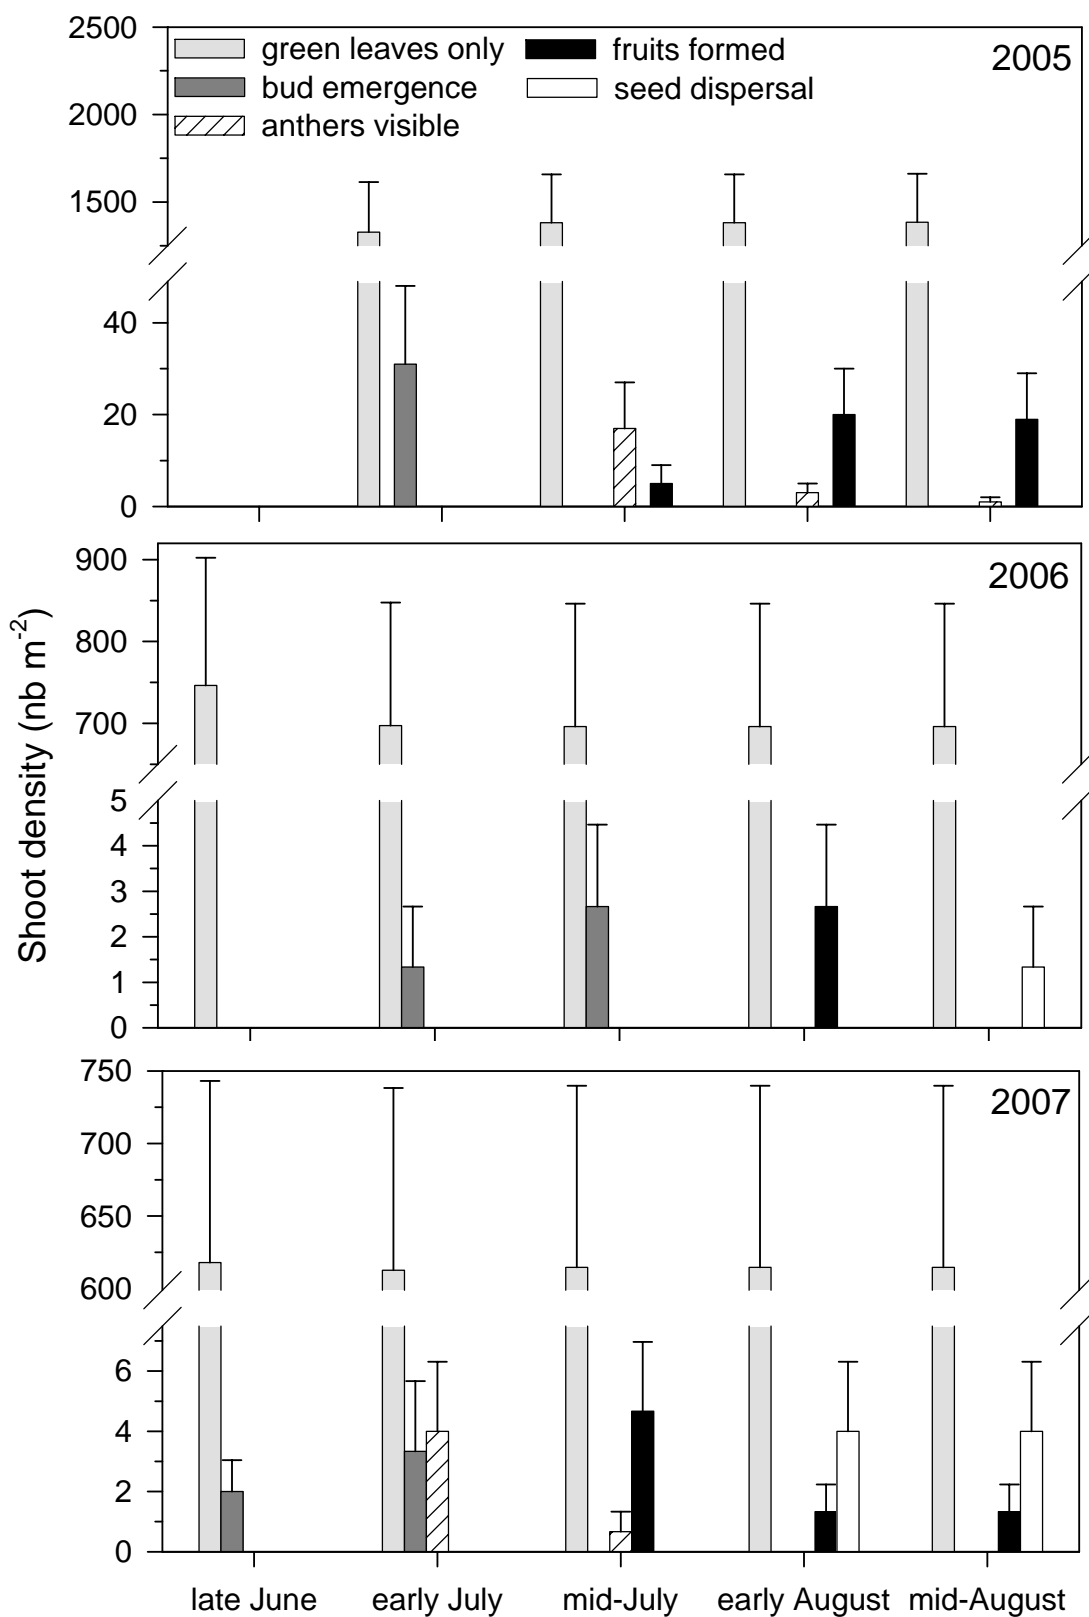 2500
green leaves only
fruits formed
2005
bud emergence
seed dispersal
2000
anthers visible
1500
40
20
0
900
2006
800
700
5
4
3
2
1
0
Shoot density (nb m-2)
750
2007
700
650
600
6
4
2
0
late June
early July
mid-July
early August
mid-August